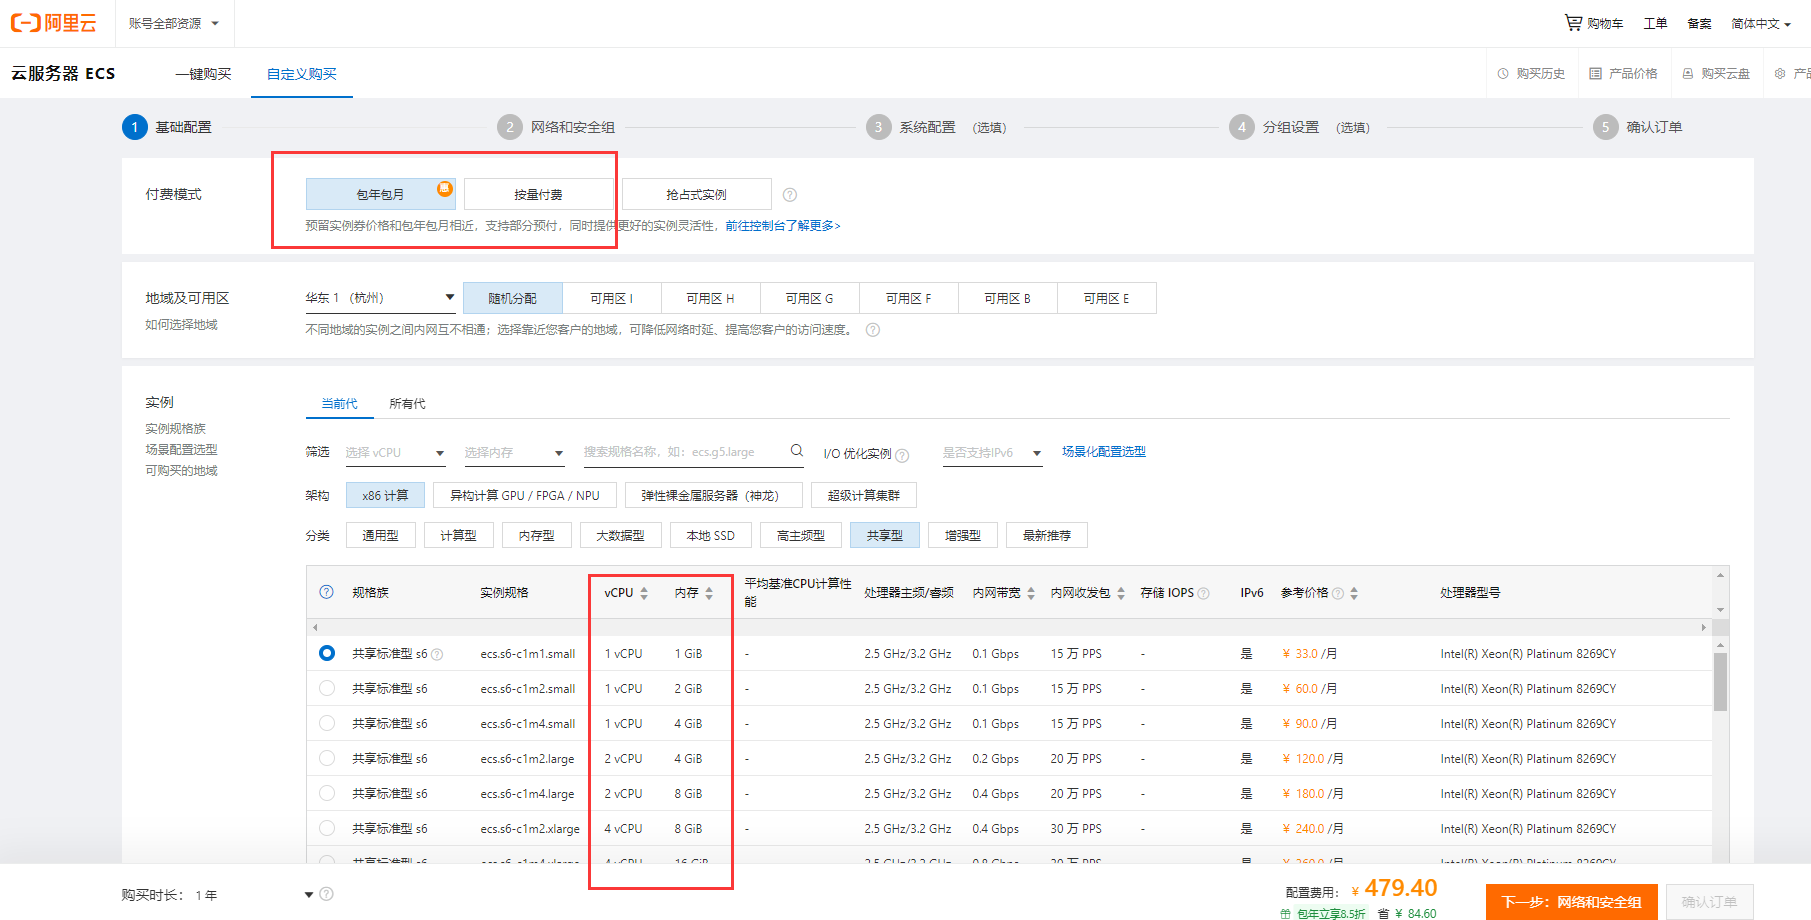 阿里云 账号全部资源 购物车 工单 备案 简体中文
云服务器 ECS 一键购买 自定义购买 购买历史 产品价格 购买云盘
1 基础配置 2 网络和安全组 3 系统配置 (选填) 4 分组设置 (选填) 5 确认订单
付费模式 包年包月 惠 按量付费 抢占式实例
预留实例券价格和包年包月相近，支持部分预付，同时提供更好的实例灵活性，前往控制台了解更多>
地域及可用区 华东 1 （杭州） 随机分配 可用区 I 可用区 H 可用区 G 可用区 F 可用区 B 可用区 E
如何选择地域 不同地域的实例之间内网互不相通；选择靠近您客户的地域，可降低网络时延、提高您客户的访问速度。
实例 当前代 所有代
实例规格族
场景配置选型
可购买的地域
筛选 选择 vCPU 选择内存 搜索规格名称，如：ecs.g5.large I/O 优化实例 是否支持IPv6 场景化配置选型
架构 x86 计算 异构计算 GPU / FPGA / NPU 弹性裸金属服务器（神龙） 超级计算集群
分类 通用型 计算型 内存型 大数据型 本地 SSD 高主频型 共享型 增强型 最新推荐
规格族 实例规格 vCPU 内存 平均基准CPU计算性能 处理器主频/睿频 内网带宽 内网收发包 存储 IOPS IPv6 参考价格 处理器型号
共享标准型 s6 ecs.s6-c1m1.small 1 vCPU 1 GiB - 2.5 GHz/3.2 GHz 0.1 Gbps 15 万 PPS - 是 ¥ 33.0 /月 Intel(R) Xeon(R) Platinum 8269CY
共享标准型 s6 ecs.s6-c1m2.small 1 vCPU 2 GiB - 2.5 GHz/3.2 GHz 0.1 Gbps 15 万 PPS - 是 ¥ 60.0 /月 Intel(R) Xeon(R) Platinum 8269CY
共享标准型 s6 ecs.s6-c1m4.small 1 vCPU 4 GiB - 2.5 GHz/3.2 GHz 0.1 Gbps 15 万 PPS - 是 ¥ 90.0 /月 Intel(R) Xeon(R) Platinum 8269CY
共享标准型 s6 ecs.s6-c1m2.large 2 vCPU 4 GiB - 2.5 GHz/3.2 GHz 0.2 Gbps 20 万 PPS - 是 ¥ 120.0 /月 Intel(R) Xeon(R) Platinum 8269CY
共享标准型 s6 ecs.s6-c1m4.large 2 vCPU 8 GiB - 2.5 GHz/3.2 GHz 0.4 Gbps 20 万 PPS - 是 ¥ 180.0 /月 Intel(R) Xeon(R) Platinum 8269CY
共享标准型 s6 ecs.s6-c1m2.xlarge 4 vCPU 8 GiB - 2.5 GHz/3.2 GHz 0.4 Gbps 30 万 PPS - 是 ¥ 240.0 /月 Intel(R) Xeon(R) Platinum 8269CY
购买时长： 1 年 配置费用： ¥ 479.40 下一步：网络和安全组 确认订单
包年立享8.5折 省 ¥ 84.60